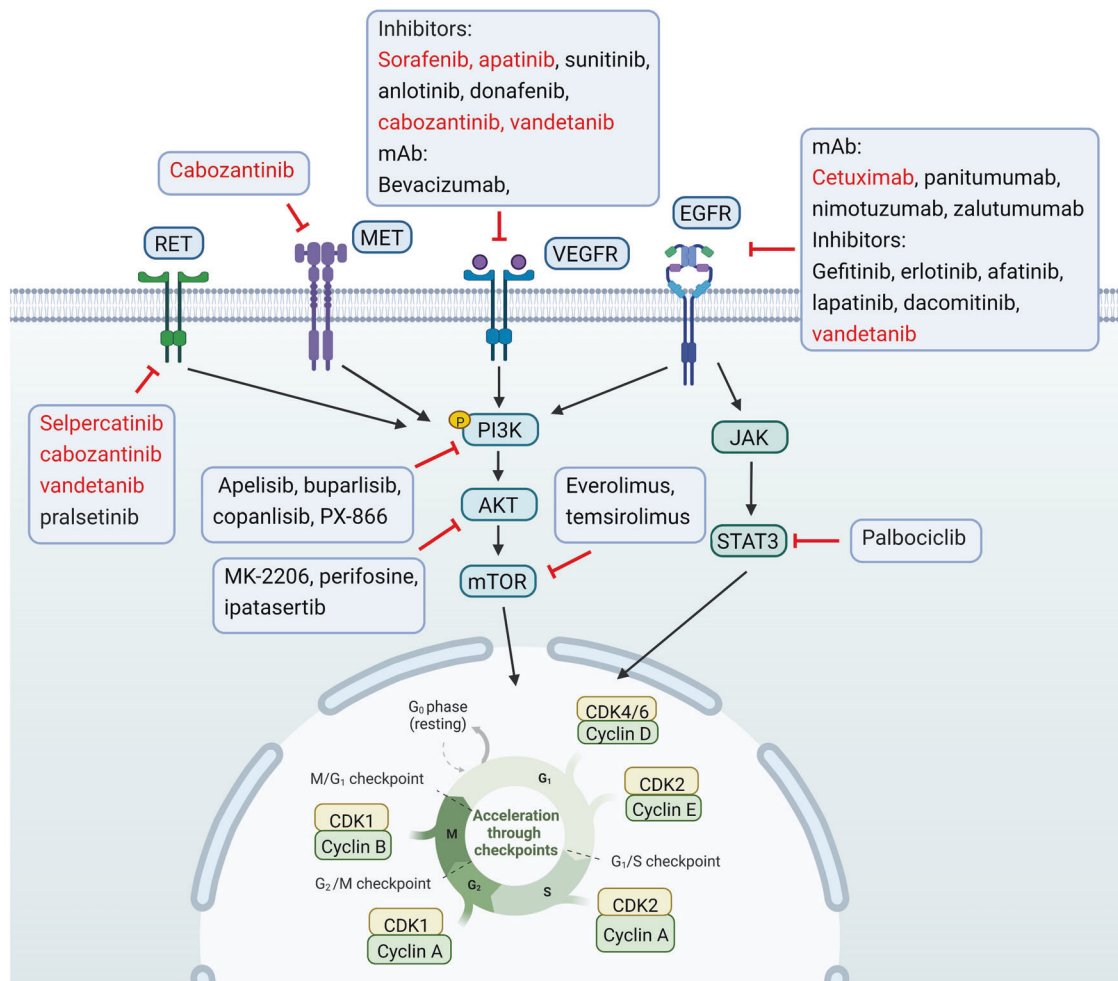 Inhibitors:
Sorafenib, apatinib, sunitinib,
anlotinib, donafenib,
cabozantinib, vandetanib
mAb:
Bevacizumab,
Cabozantinib
mAb:
Cetuximab, panitumumab,
nimotuzumab, zalutumumab
Inhibitors:
Gefitinib, erlotinib, afatinib,
lapatinib, dacomitinib,
vandetanib
RET
MET
VEGFR
EGFR
Selpercatinib
cabozantinib
vandetanib
pralsetinib
P
PI3K
JAK
Apelisib, buparlisib,
copanlisib, PX-866
AKT
Everolimus,
temsirolimus
STAT3
Palbociclib
MK-2206, perifosine,
ipatasertib
mTOR
G₀ phase
(resting)
CDK4/6
Cyclin D
M/G₁ checkpoint
G₁
CDK2
Cyclin E
CDK1
Cyclin B
M
Acceleration
through
checkpoints
G₁/S checkpoint
G₂/M checkpoint
G₂
S
CDK1
Cyclin A
CDK2
Cyclin A